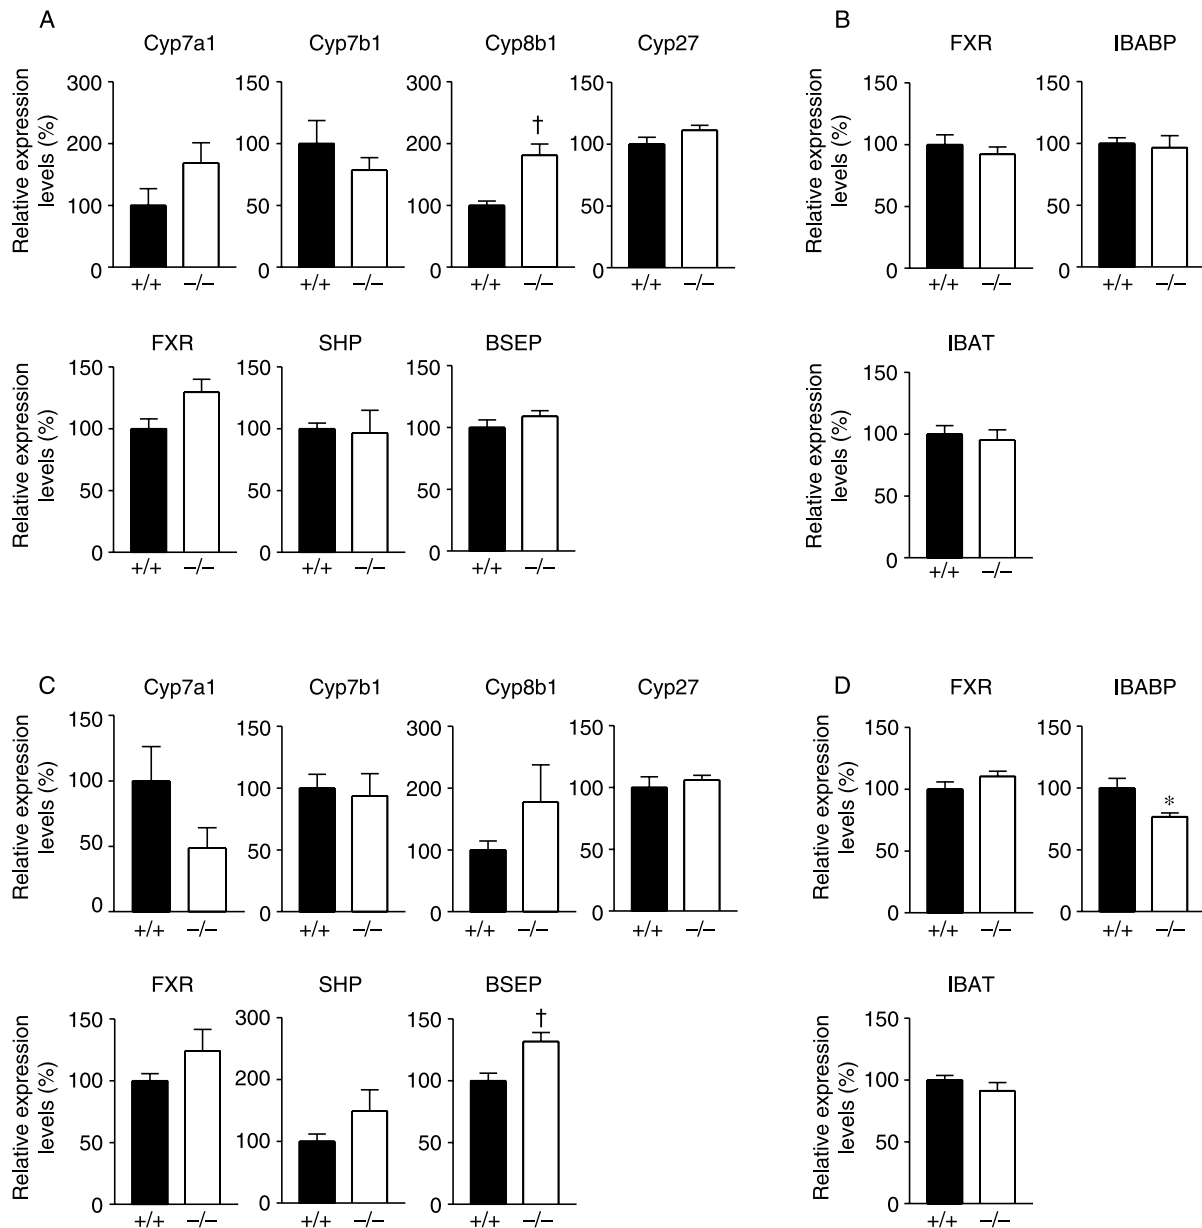 A
Cyp7a1 Cyp7b1 Cyp8b1 Cyp27
Relative expression
levels (%)
300 200 100 0
150 100 50 0
300 200 100 0 †
150 100 50 0
+/+ –/– +/+ –/– +/+ –/– +/+ –/–
FXR SHP BSEP
Relative expression
levels (%)
150 100 50 0
150 100 50 0
150 100 50 0
+/+ –/– +/+ –/– +/+ –/–
B
FXR IBABP
Relative expression
levels (%)
150 100 50 0
150 100 50 0
+/+ –/– +/+ –/–
IBAT
Relative expression
levels (%)
150 100 50 0
+/+ –/–
C
Cyp7a1 Cyp7b1 Cyp8b1 Cyp27
Relative expression
levels (%)
150 100 50 0
150 100 50 0
300 200 100 0
150 100 50 0
+/+ –/– +/+ –/– +/+ –/– +/+ –/–
FXR SHP BSEP
Relative expression
levels (%)
150 100 50 0
300 200 100 0
150 100 50 0 †
+/+ –/– +/+ –/– +/+ –/–
D
FXR IBABP
Relative expression
levels (%)
150 100 50 0
150 100 50 0 *
+/+ –/– +/+ –/–
IBAT
Relative expression
levels (%)
150 100 50 0
+/+ –/–